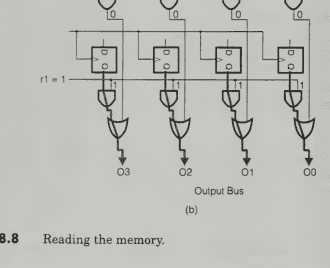 0 0 0 0
D D D D
Q Q Q Q
r1 = 1
1 1 1 1
O3 O2 O1 O0
Output Bus
(b)
8.8 Reading the memory.